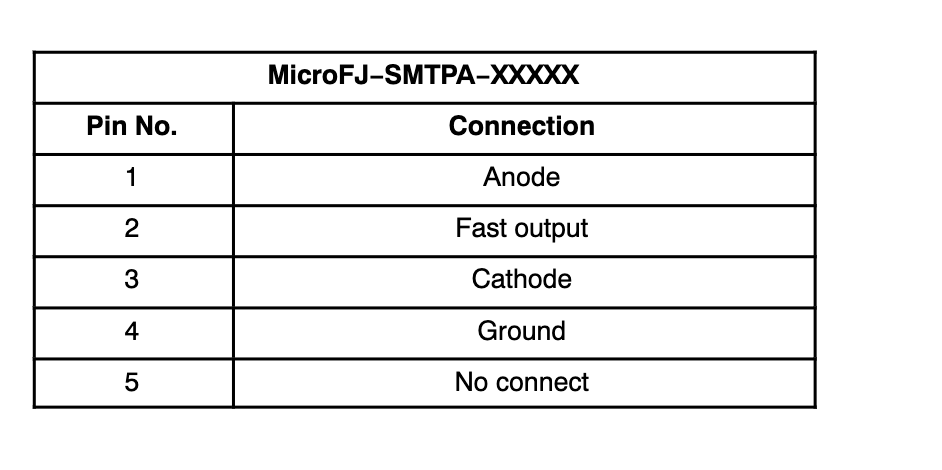 MicroFJ−SMTPA−XXXXX
Pin No. Connection
1 Anode
2 Fast output
3 Cathode
4 Ground
5 No connect